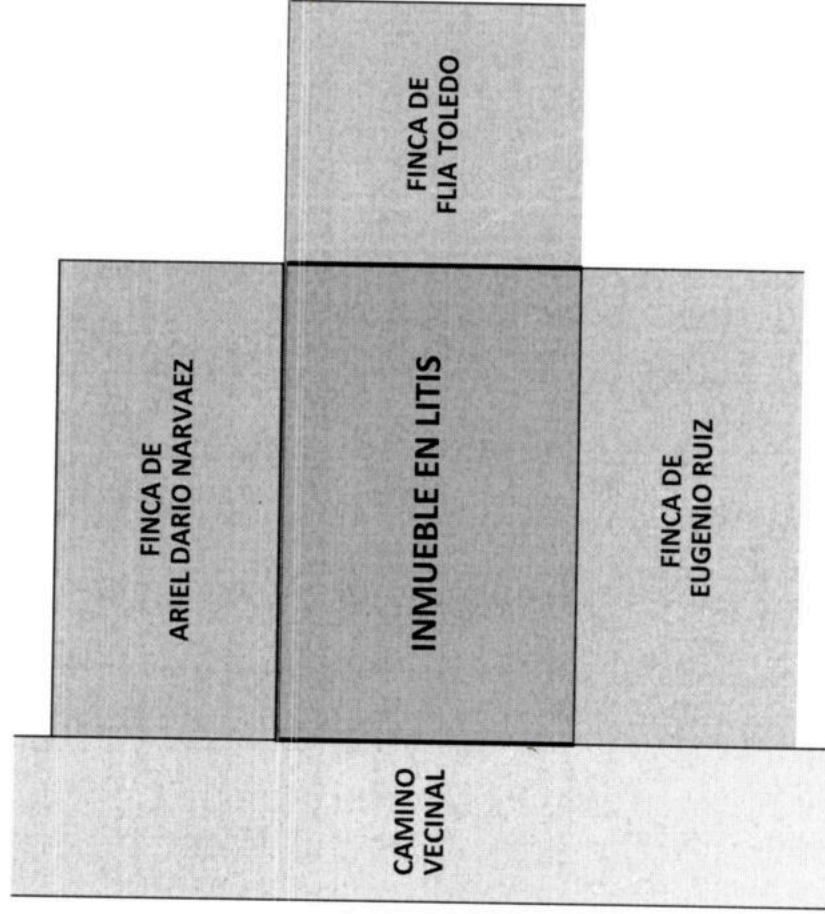 FINCA DE
FLIA TOLEDO
FINCA DE
ARIEL DARIO NARVAEZ
INMUEBLE EN LITIS
FINCA DE
EUGENIO RUIZ
CAMINO
VECINAL